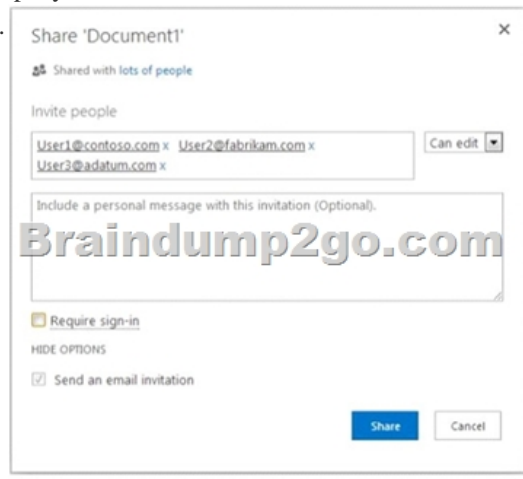 Share 'Document1'
Shared with lots of people
Invite people
User1@contoso.com x User2@fabrikam.com x
User3@adatum.com x
Can edit
Include a personal message with this invitation (Optional).
Braindump2go.com
Require sign-in
HIDE OPTIONS
Send an email invitation
Share Cancel